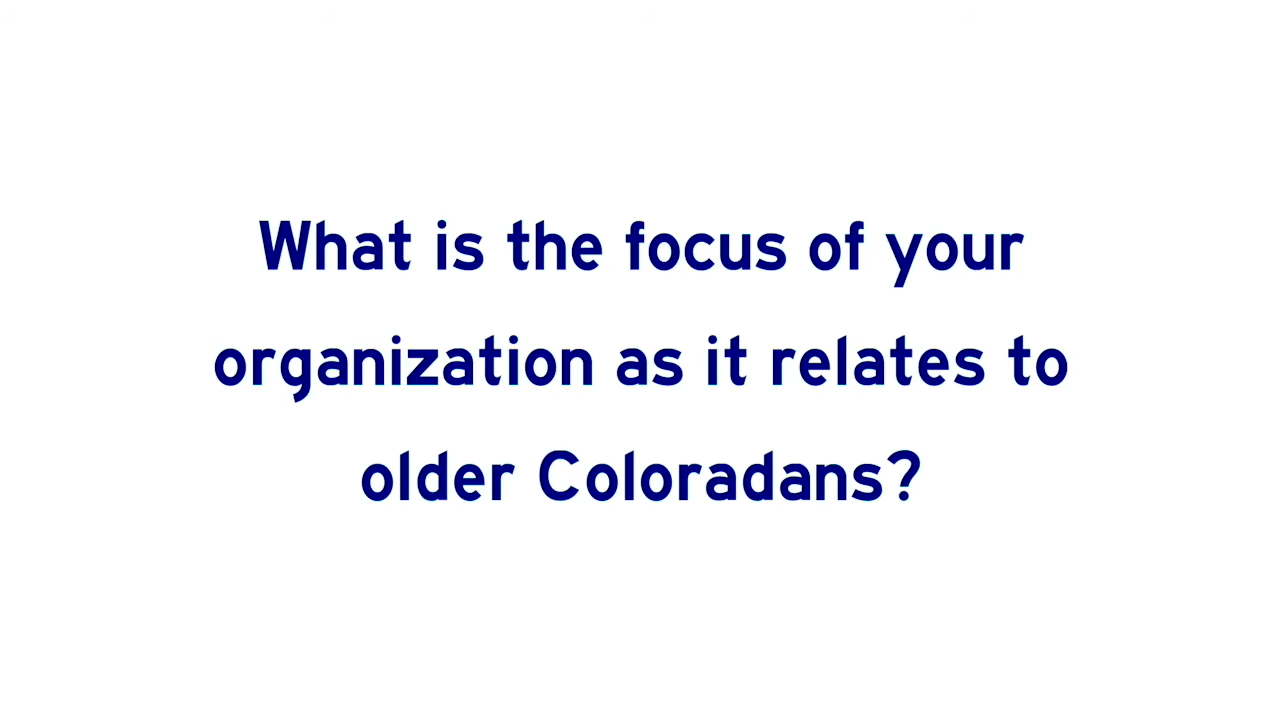 What is the focus of your
organization as it relates to
older Coloradans?